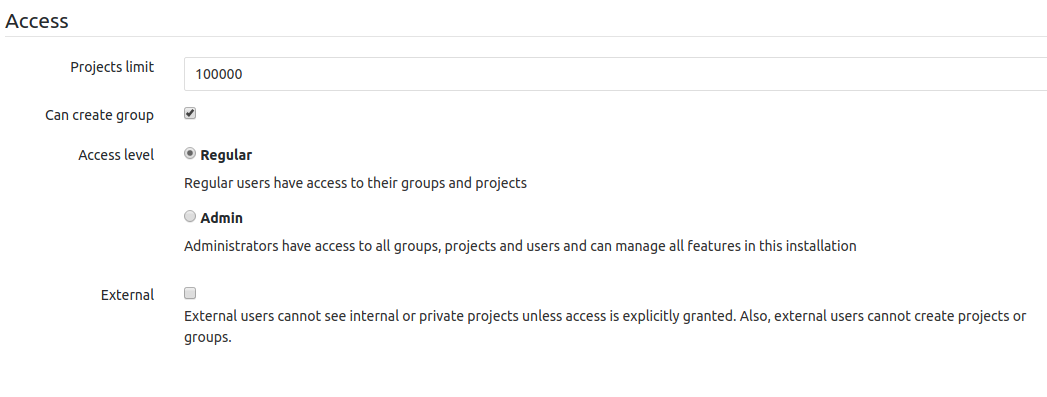 Access
Projects limit
100000
Can create group
Access level
Regular
Regular users have access to their groups and projects
Admin
Administrators have access to all groups, projects and users and can manage all features in this installation
External
External users cannot see internal or private projects unless access is explicitly granted. Also, external users cannot create projects or
groups.